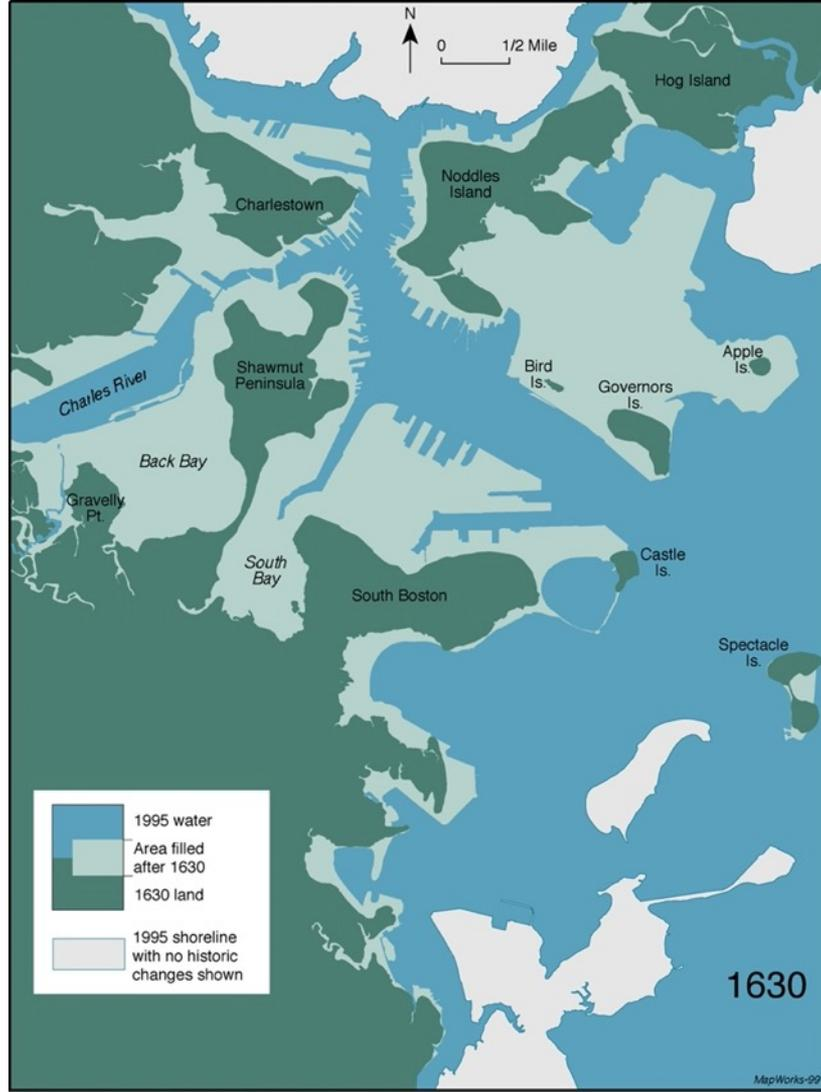 N
0 1/2 Mile
Hog Island
Noddles
Island
Charlestown
Apple
Is.
Bird
Is.
Governors
Is.
Shawmut
Peninsula
Charles River
Back Bay
Gravelly
Pt.
South
Bay
Castle
Is.
South Boston
Spectacle
Is.
1995 water
Area filled
after 1630
1630 land
1995 shoreline
with no historic
changes shown
1630
MapWorks-99